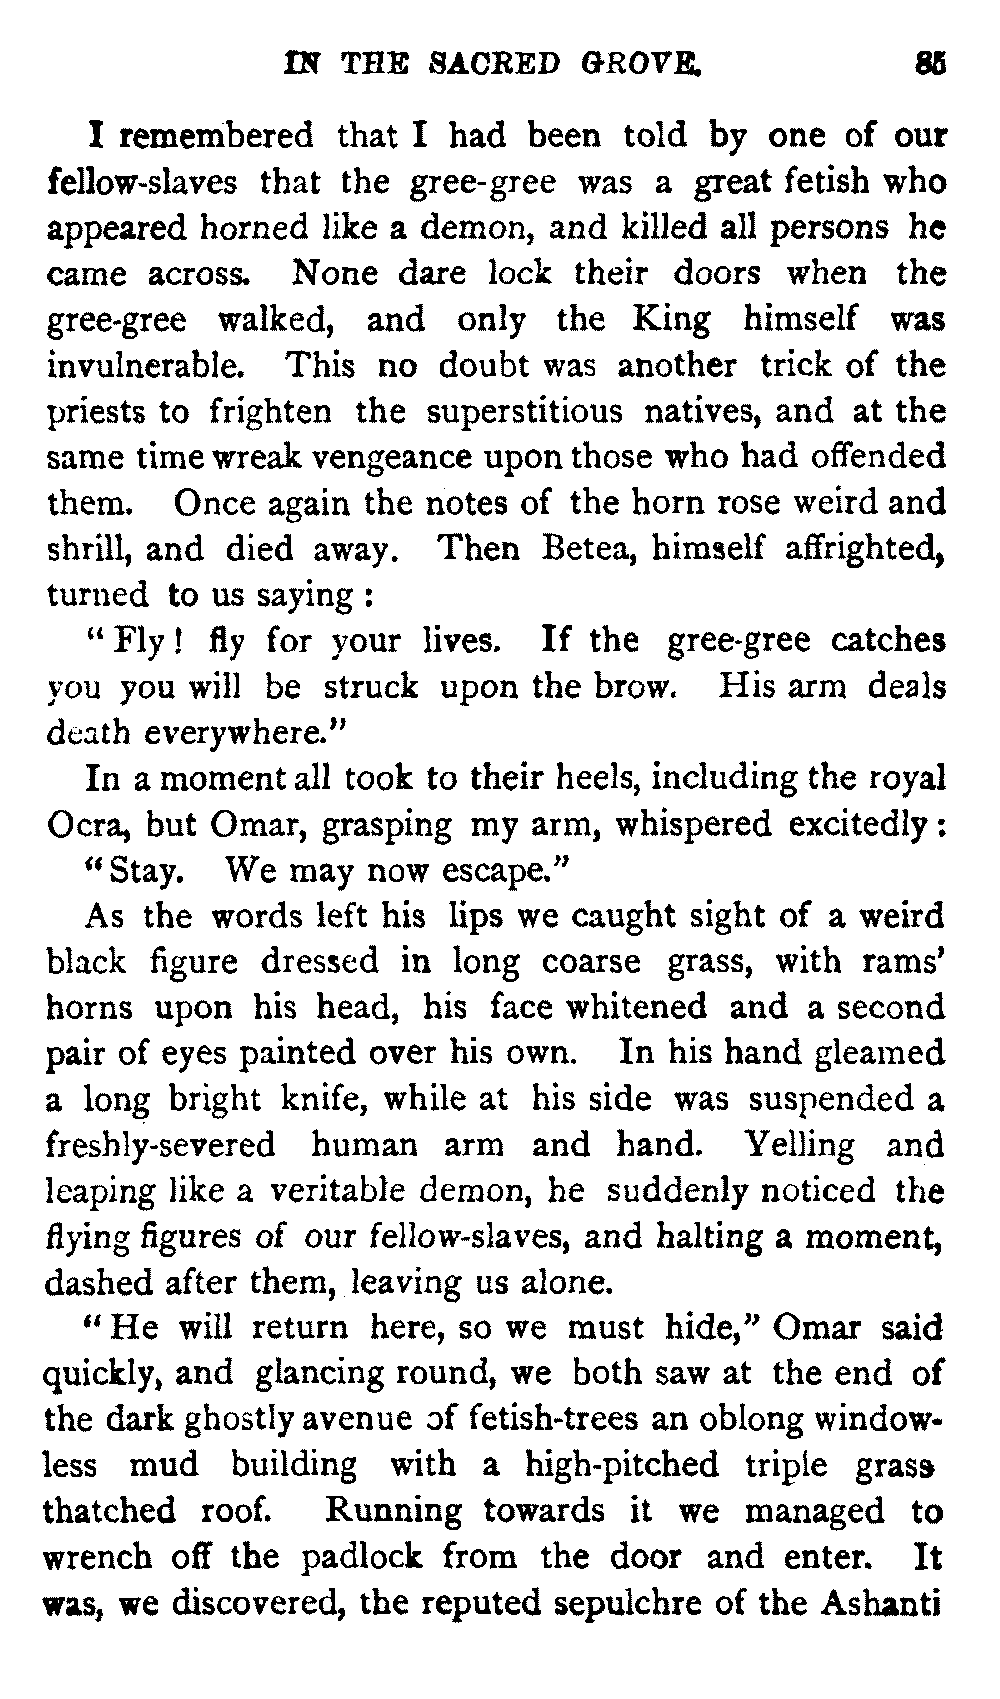 IN THE SACRED GROVE. 85
I remembered that I had been told by one of our
fellow-slaves that the gree-gree was a great fetish who
appeared horned like a demon, and killed all persons he
came across. None dare lock their doors when the
gree-gree walked, and only the King himself was
invulnerable. This no doubt was another trick of the
priests to frighten the superstitious natives, and at the
same time wreak vengeance upon those who had offended
them. Once again the notes of the horn rose weird and
shrill, and died away. Then Betea, himself affrighted,
turned to us saying :
“ Fly ! fly for your lives. If the gree-gree catches
you you will be struck upon the brow. His arm deals
death everywhere.”
In a moment all took to their heels, including the royal
Ocra, but Omar, grasping my arm, whispered excitedly :
“ Stay. We may now escape.”
As the words left his lips we caught sight of a weird
black figure dressed in long coarse grass, with rams’
horns upon his head, his face whitened and a second
pair of eyes painted over his own. In his hand gleamed
a long bright knife, while at his side was suspended a
freshly-severed human arm and hand. Yelling and
leaping like a veritable demon, he suddenly noticed the
flying figures of our fellow-slaves, and halting a moment,
dashed after them, leaving us alone.
“ He will return here, so we must hide,” Omar said
quickly, and glancing round, we both saw at the end of
the dark ghostly avenue of fetish-trees an oblong window-
less mud building with a high-pitched triple grass
thatched roof. Running towards it we managed to
wrench off the padlock from the door and enter. It
was, we discovered, the reputed sepulchre of the Ashanti